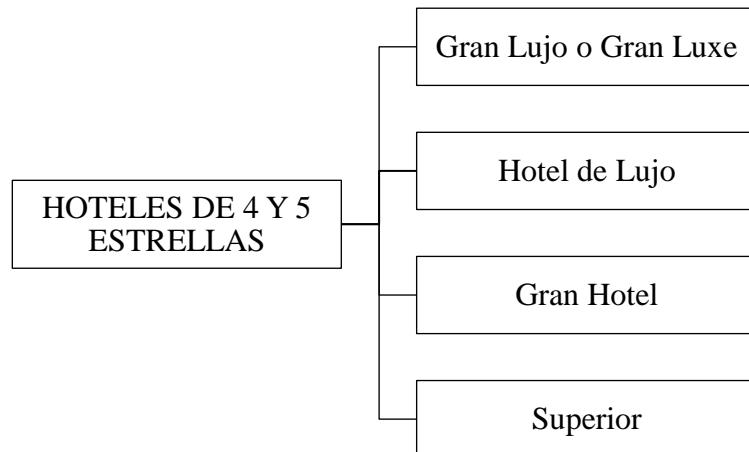 Gran Lujo o Gran Luxe
Hotel de Lujo
HOTELES DE 4 Y 5
ESTRELLAS
Gran Hotel
Superior